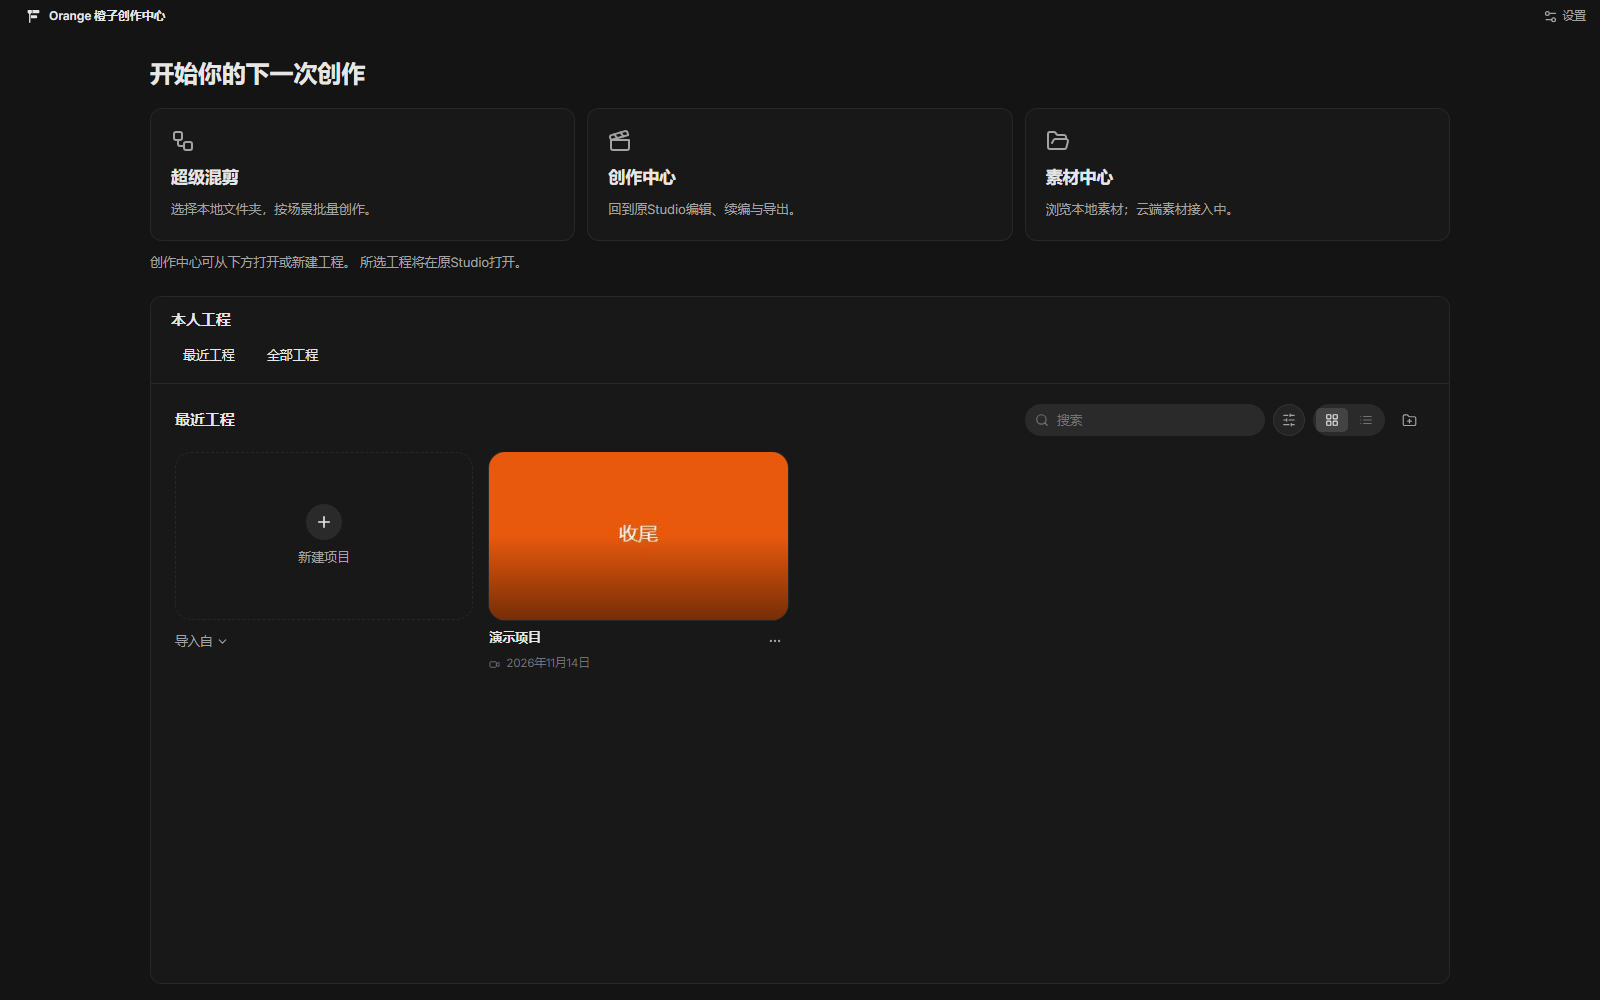 Orange 橙子创作中心
设置
开始你的下一次创作
超级混剪
选择本地文件夹，按场景批量创作。
创作中心
回到原Studio编辑、续编与导出。
素材中心
浏览本地素材；云端素材接入中。
创作中心可从下方打开或新建工程。 所选工程将在原Studio打开。
本人工程
最近工程
全部工程
最近工程
搜索
新建项目
收尾
导入自
演示项目
2026年11月14日